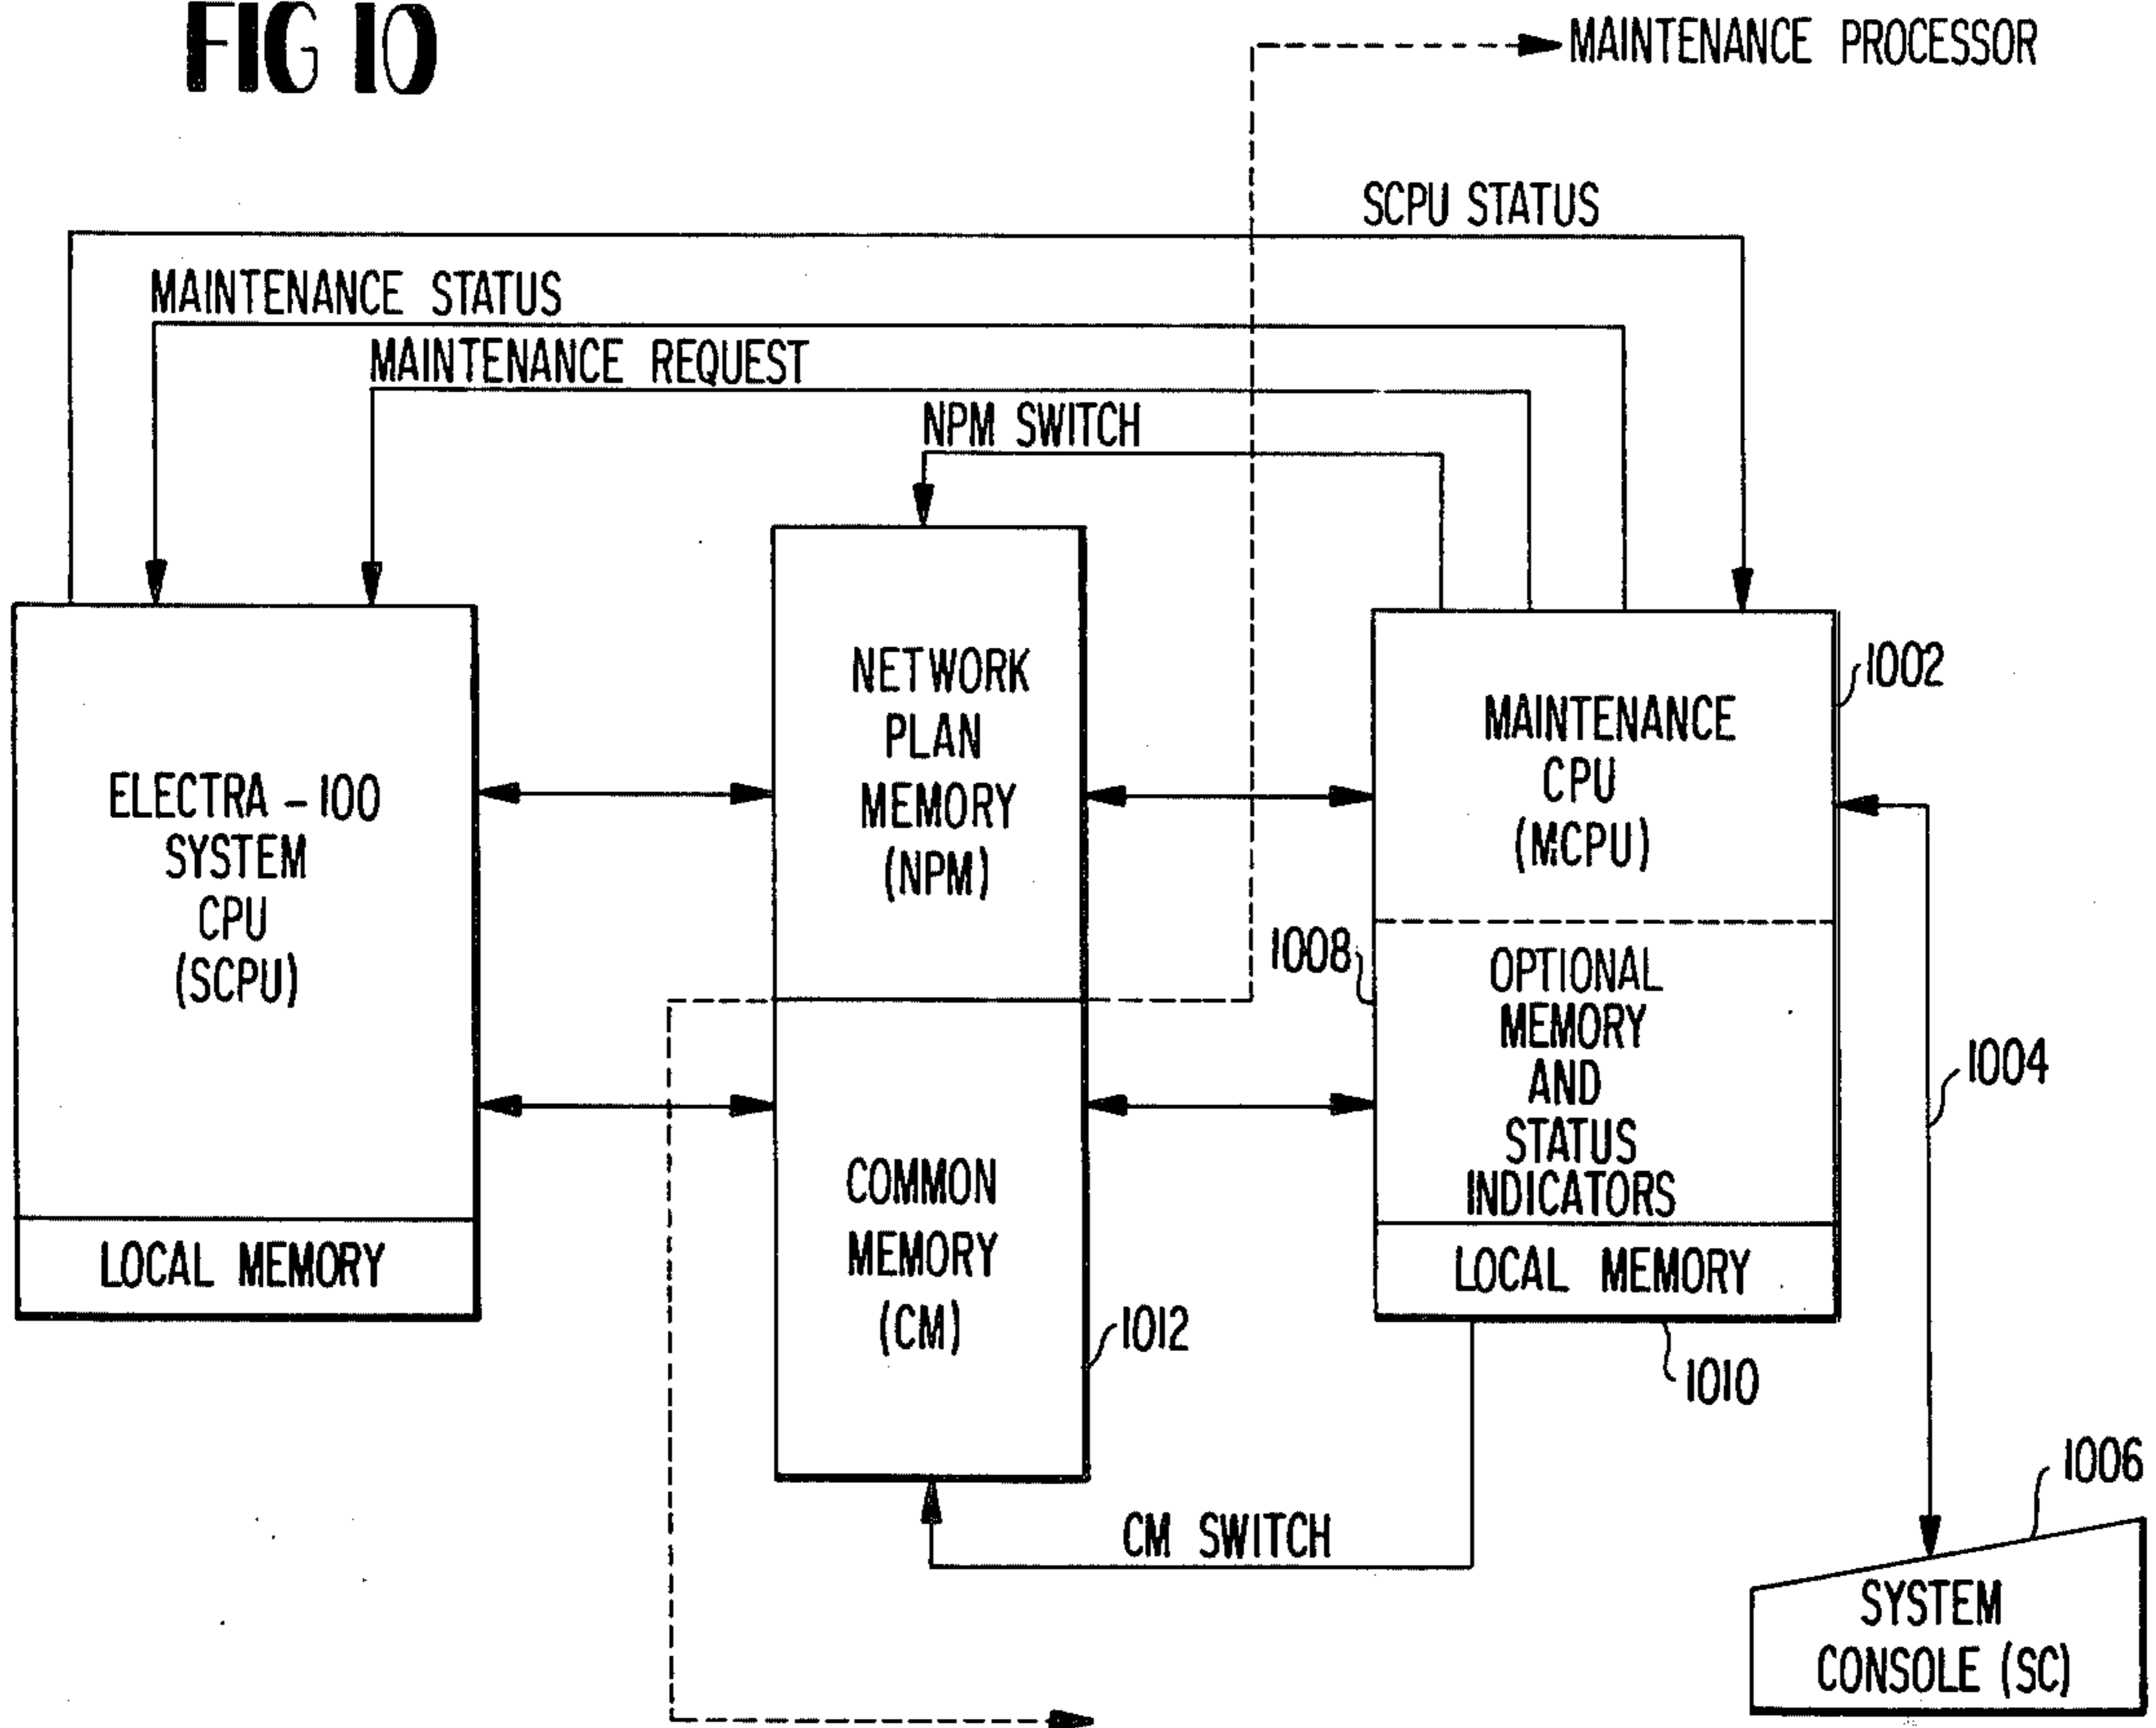 FIG 10
MAINTENANCE PROCESSOR
SCPU STATUS
MAINTENANCE STATUS
MAINTENANCE REQUEST
NPM SWITCH
ELECTRA-100
SYSTEM
CPU
(SCPU)
LOCAL MEMORY
NETWORK
PLAN
MEMORY
(NPM)
COMMON
MEMORY
(CM)
1012
MAINTENANCE
CPU
(MCPU)
1002
1008
OPTIONAL
MEMORY
AND
STATUS
INDICATORS
LOCAL MEMORY
1010
1004
CM SWITCH
1006
SYSTEM
CONSOLE (SC)